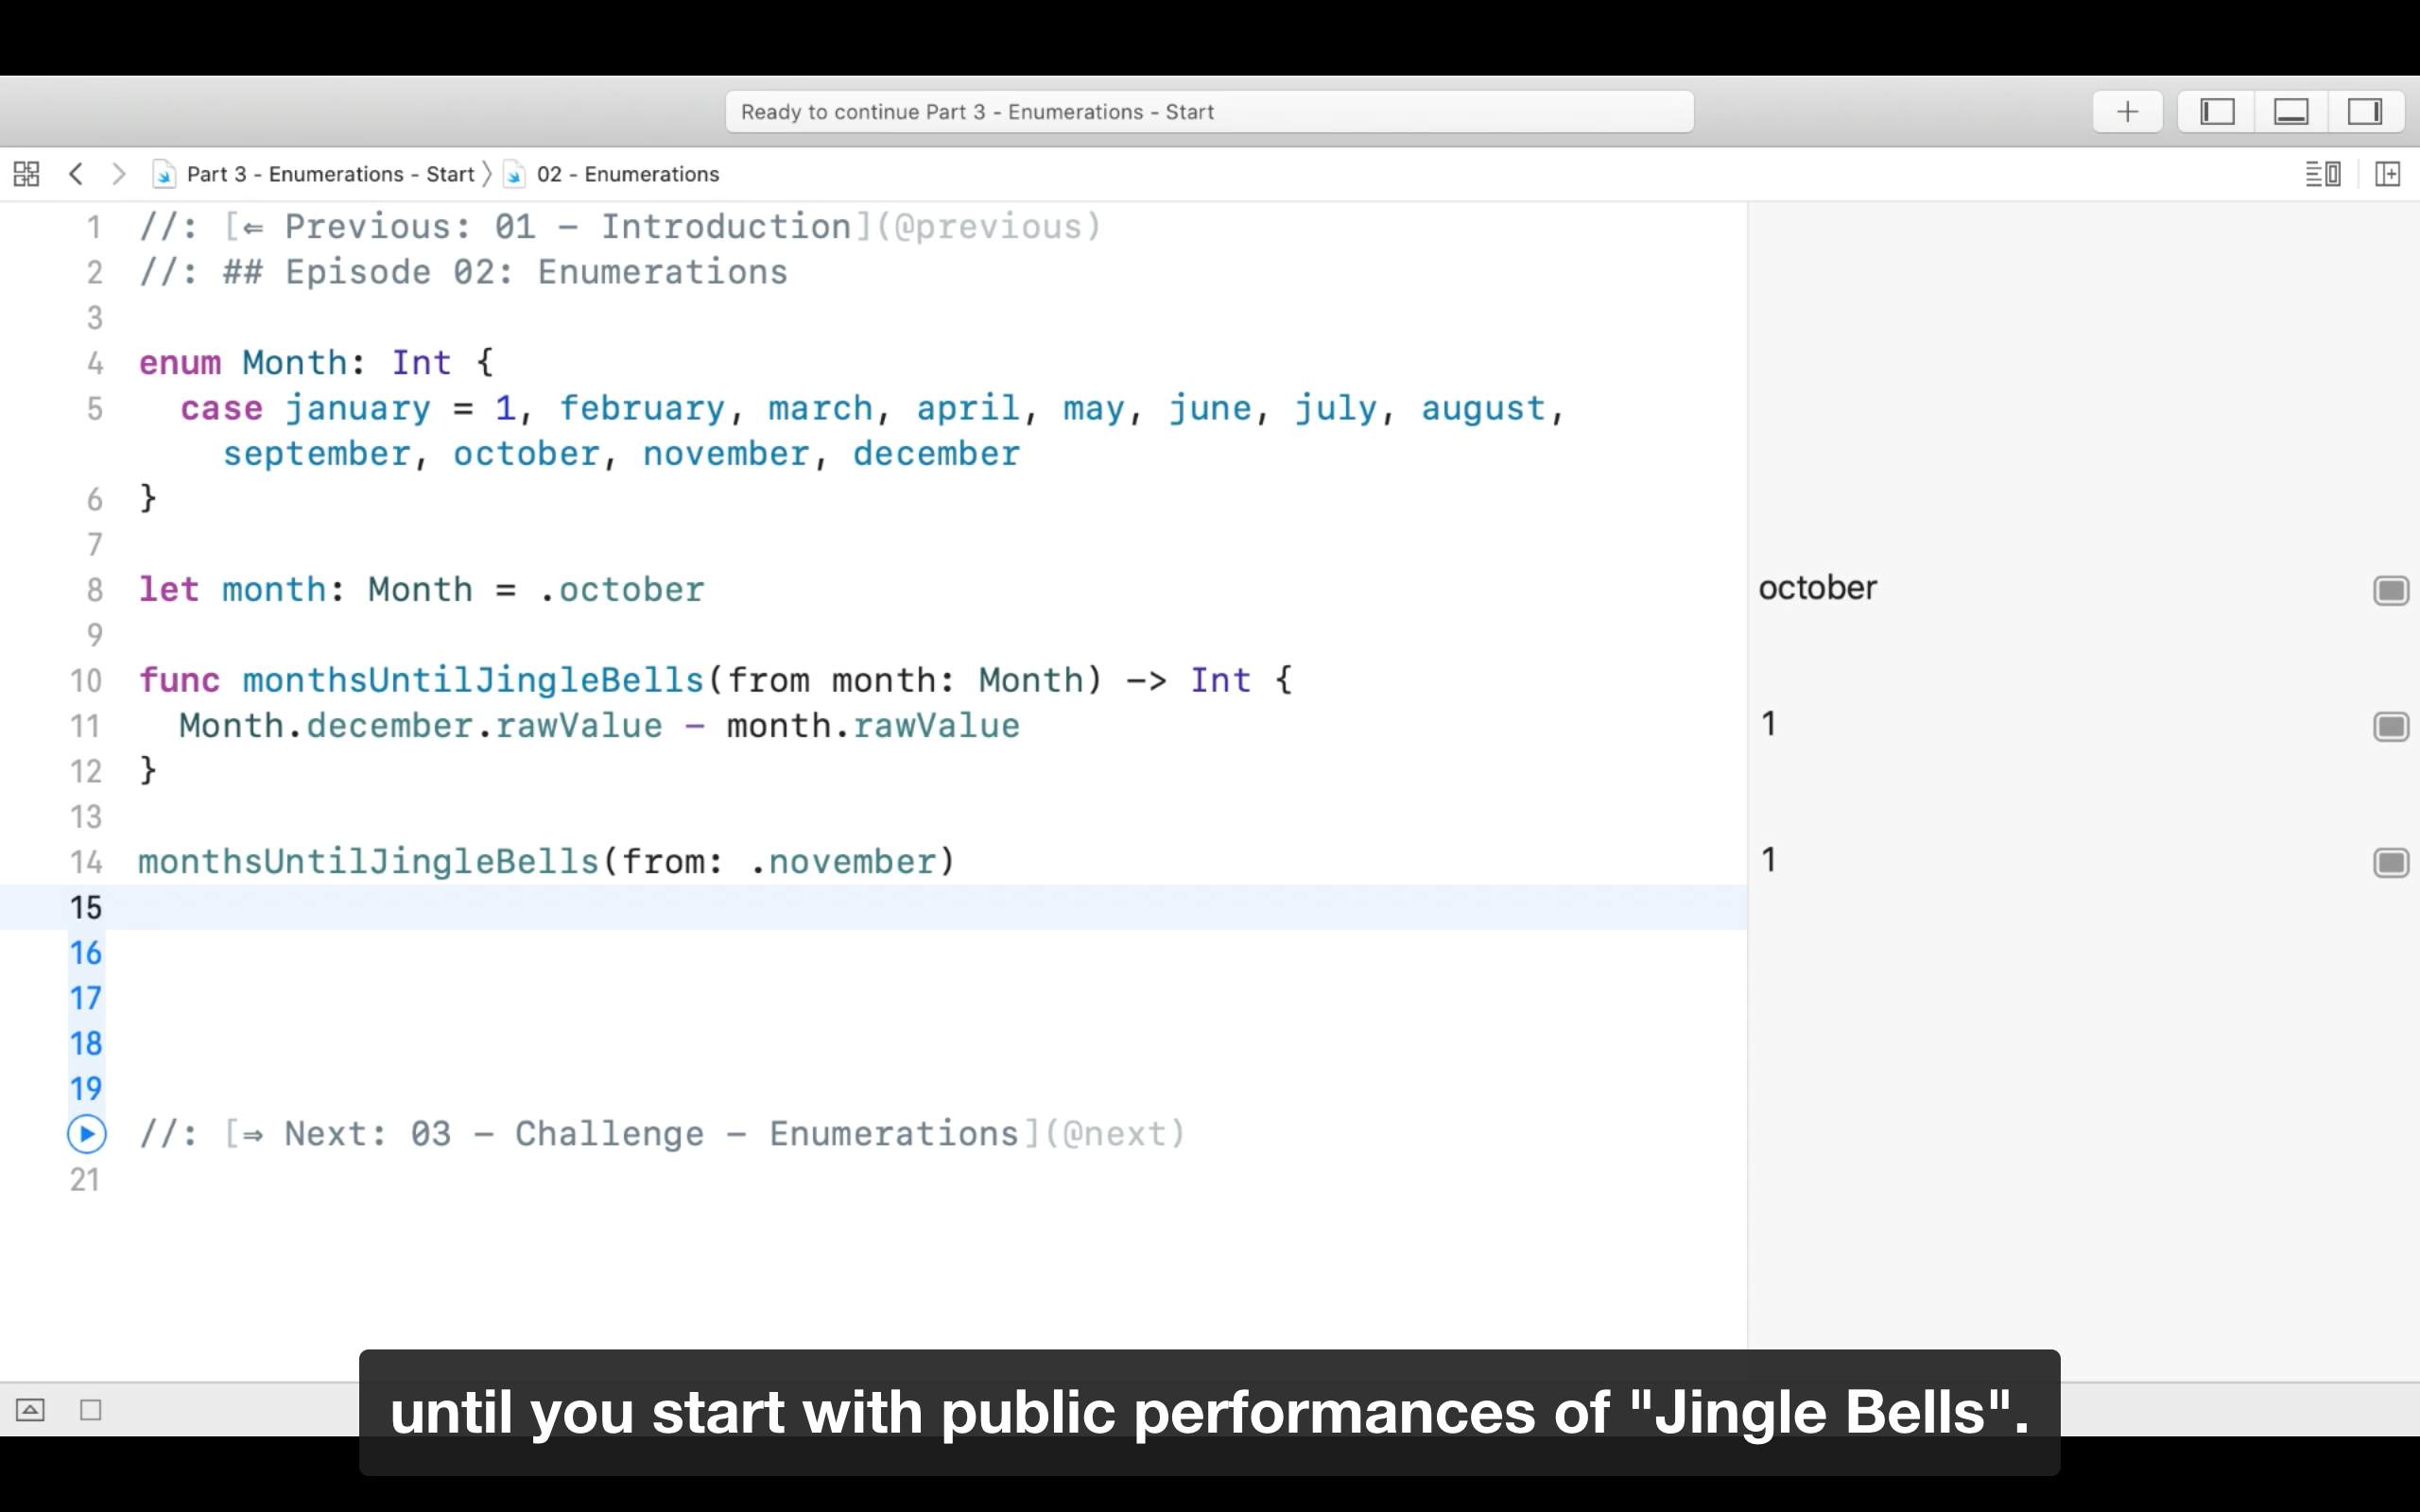 Ready to continue Part 3 - Enumerations - Start
Part 3 - Enumerations - Start 〉 02 - Enumerations
1 //: [⇐ Previous: 01 - Introduction](@previous)
2 //: ## Episode 02: Enumerations
3
4 enum Month: Int {
5 case january = 1, february, march, april, may, june, july, august,
september, october, november, december
6 }
7
8 let month: Month = .october
october
9
10 func monthsUntilJingleBells(from month: Month) -> Int {
11 Month.december.rawValue - month.rawValue
1
12 }
13
14 monthsUntilJingleBells(from: .november)
1
15
16
17
18
19
//: [⇒ Next: 03 - Challenge - Enumerations](@next)
21
until you start with public performances of "Jingle Bells".